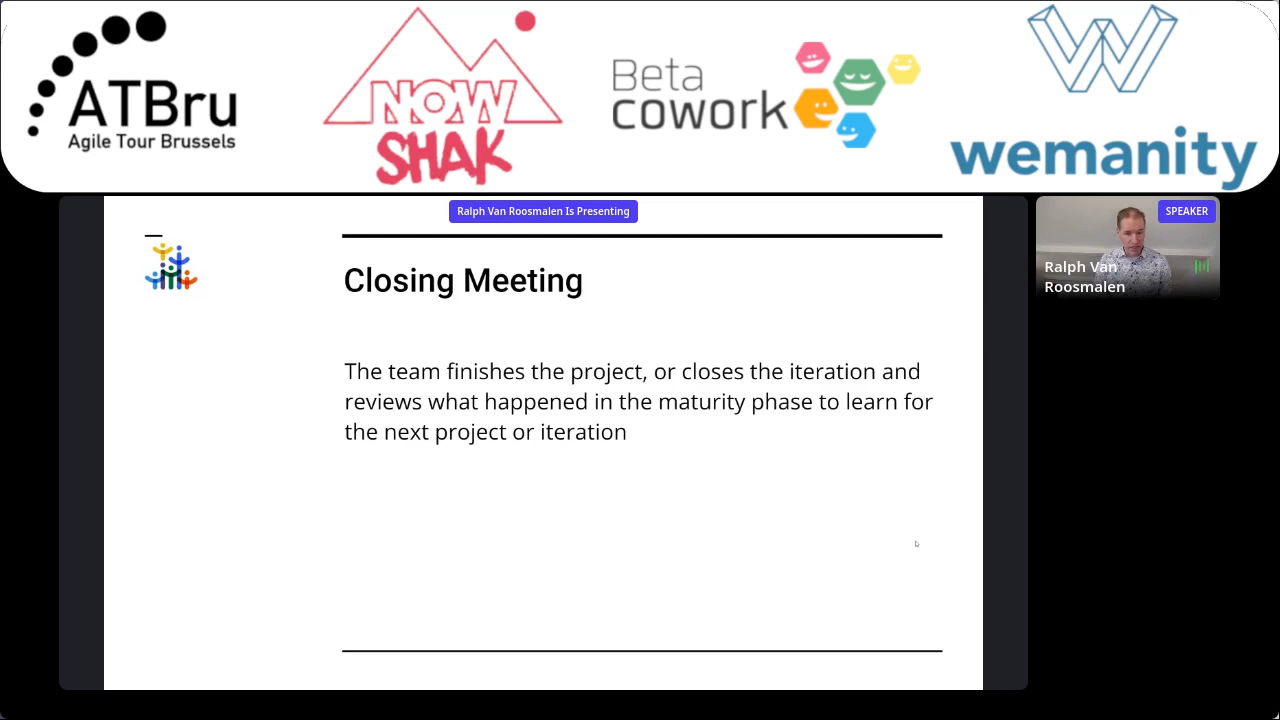 ATBru
Agile Tour Brussels
NOW
SHAK
Beta
cowork
wemanity
Ralph Van Roosmalen Is Presenting
SPEAKER
Ralph Van
Roosmalen
Closing Meeting
The team finishes the project, or closes the iteration and
reviews what happened in the maturity phase to learn for
the next project or iteration